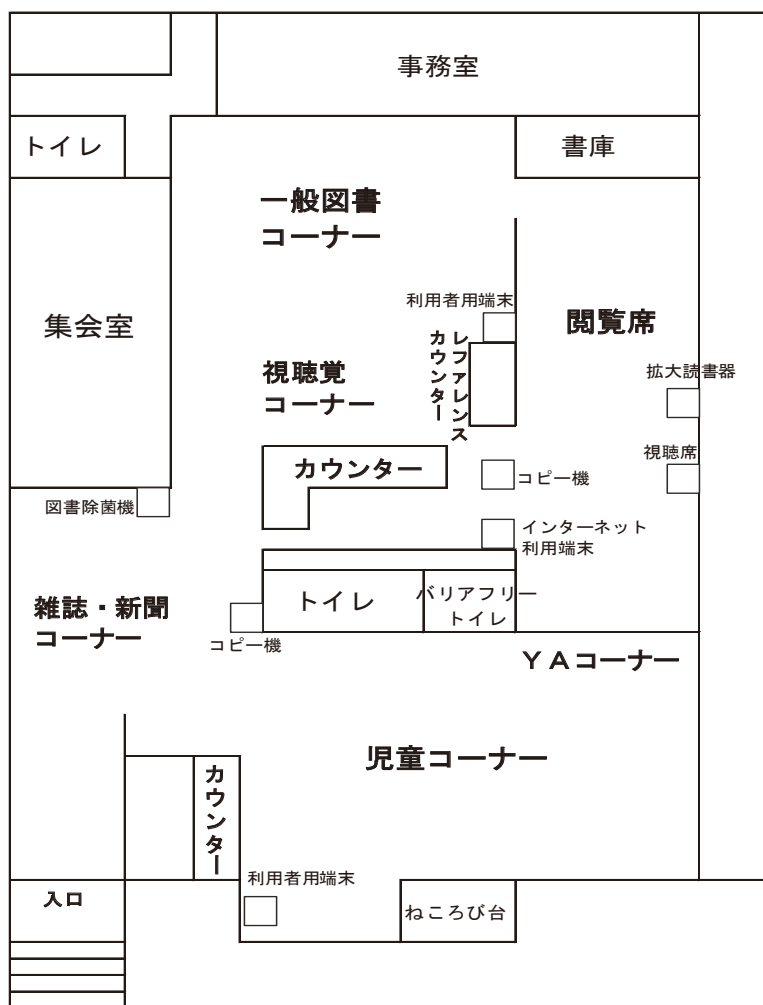 事務室
トイレ
書庫
一般図書
コーナー
利用者用端末
集会室
閲覧席
レファレンス
カウンター
視聴覚
コーナー
拡大読書器
カウンター
視聴席
コピー機
図書除菌機
インターネット
利用端末
トイレ
バリアフリー
トイレ
雑誌・新聞
コーナー
コピー機
ＹＡコーナー
児童コーナー
カウンター
利用者用端末
入口
ねころび台